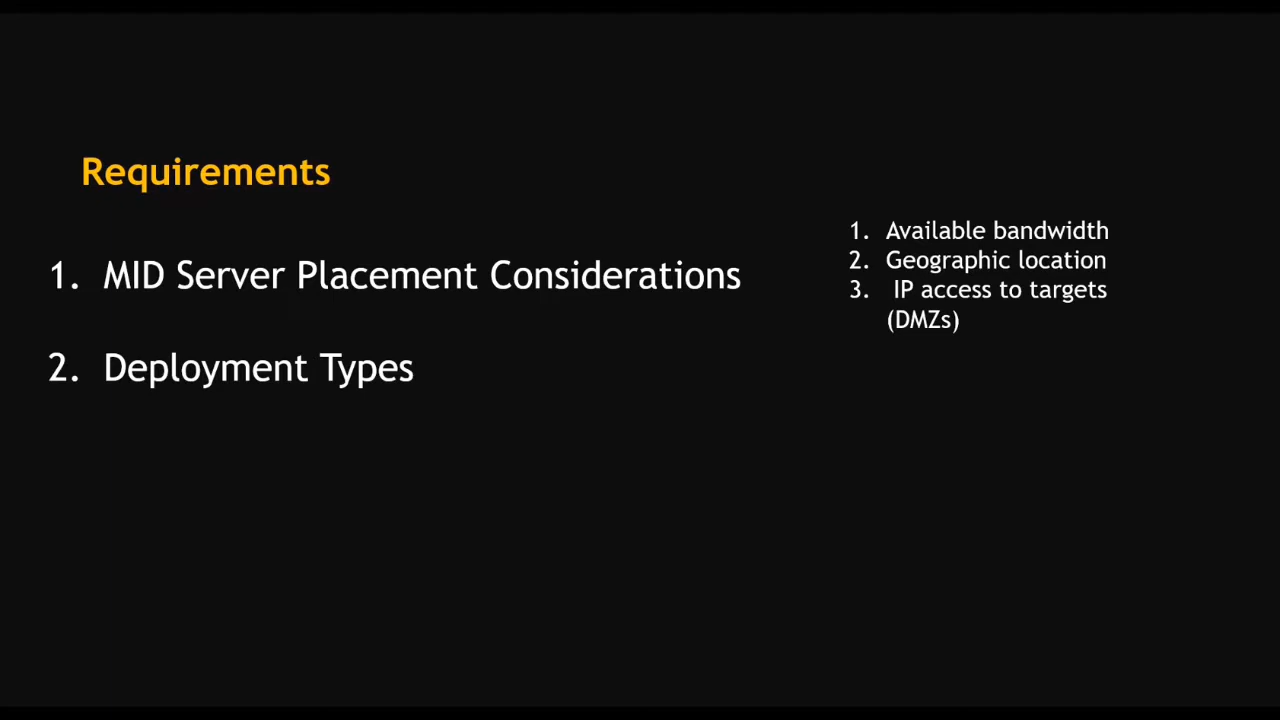 Requirements
1. MID Server Placement Considerations
2. Deployment Types
1. Available bandwidth
2. Geographic location
3. IP access to targets
(DMZs)